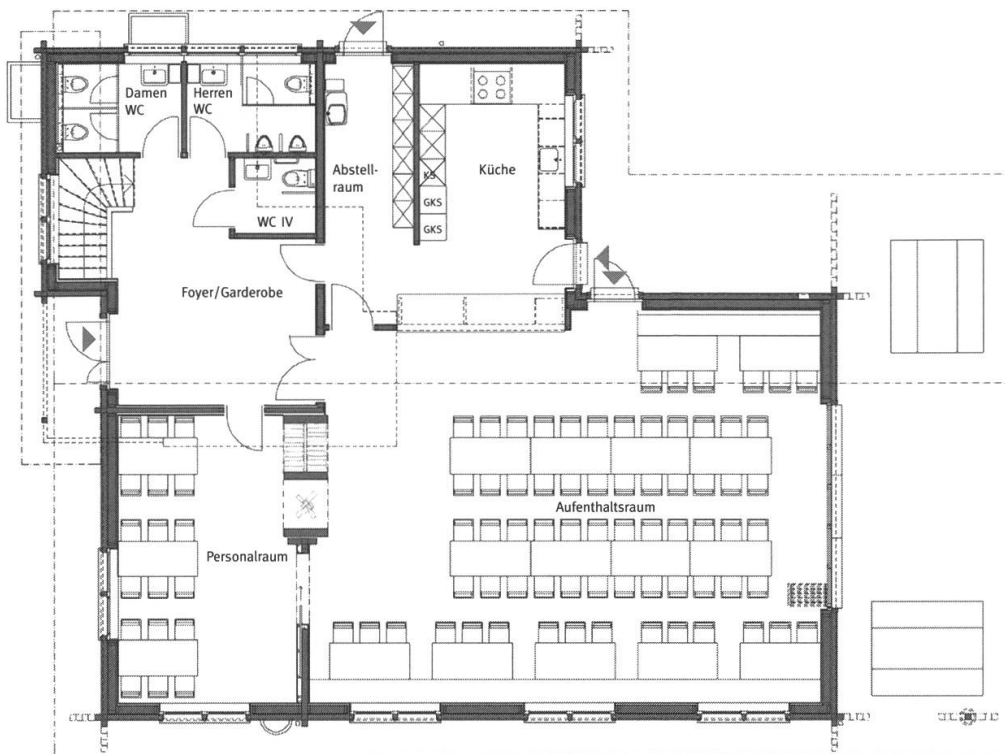 Damen
WC
Herren
WC
Abstell-
raum
Küche
KS
GKS
GKS
WC IV
Foyer/Garderobe
Aufenthaltsraum
Personalraum